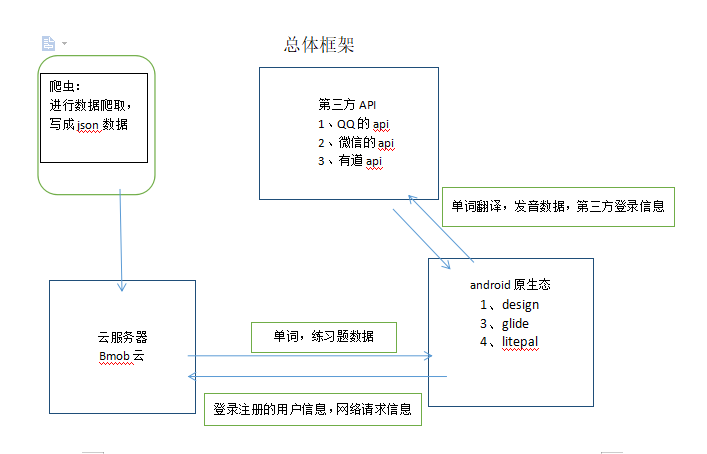 总体框架
爬虫：
进行数据爬取，
写成json数据
第三方 API
1、QQ 的 api
2、微信的 api
3、有道 api
单词翻译，发音数据，第三方登录信息
android 原生态
1、design
3、glide
4、litepal
云服务器
Bmob 云
单词，练习题数据
登录注册的用户信息，网络请求信息